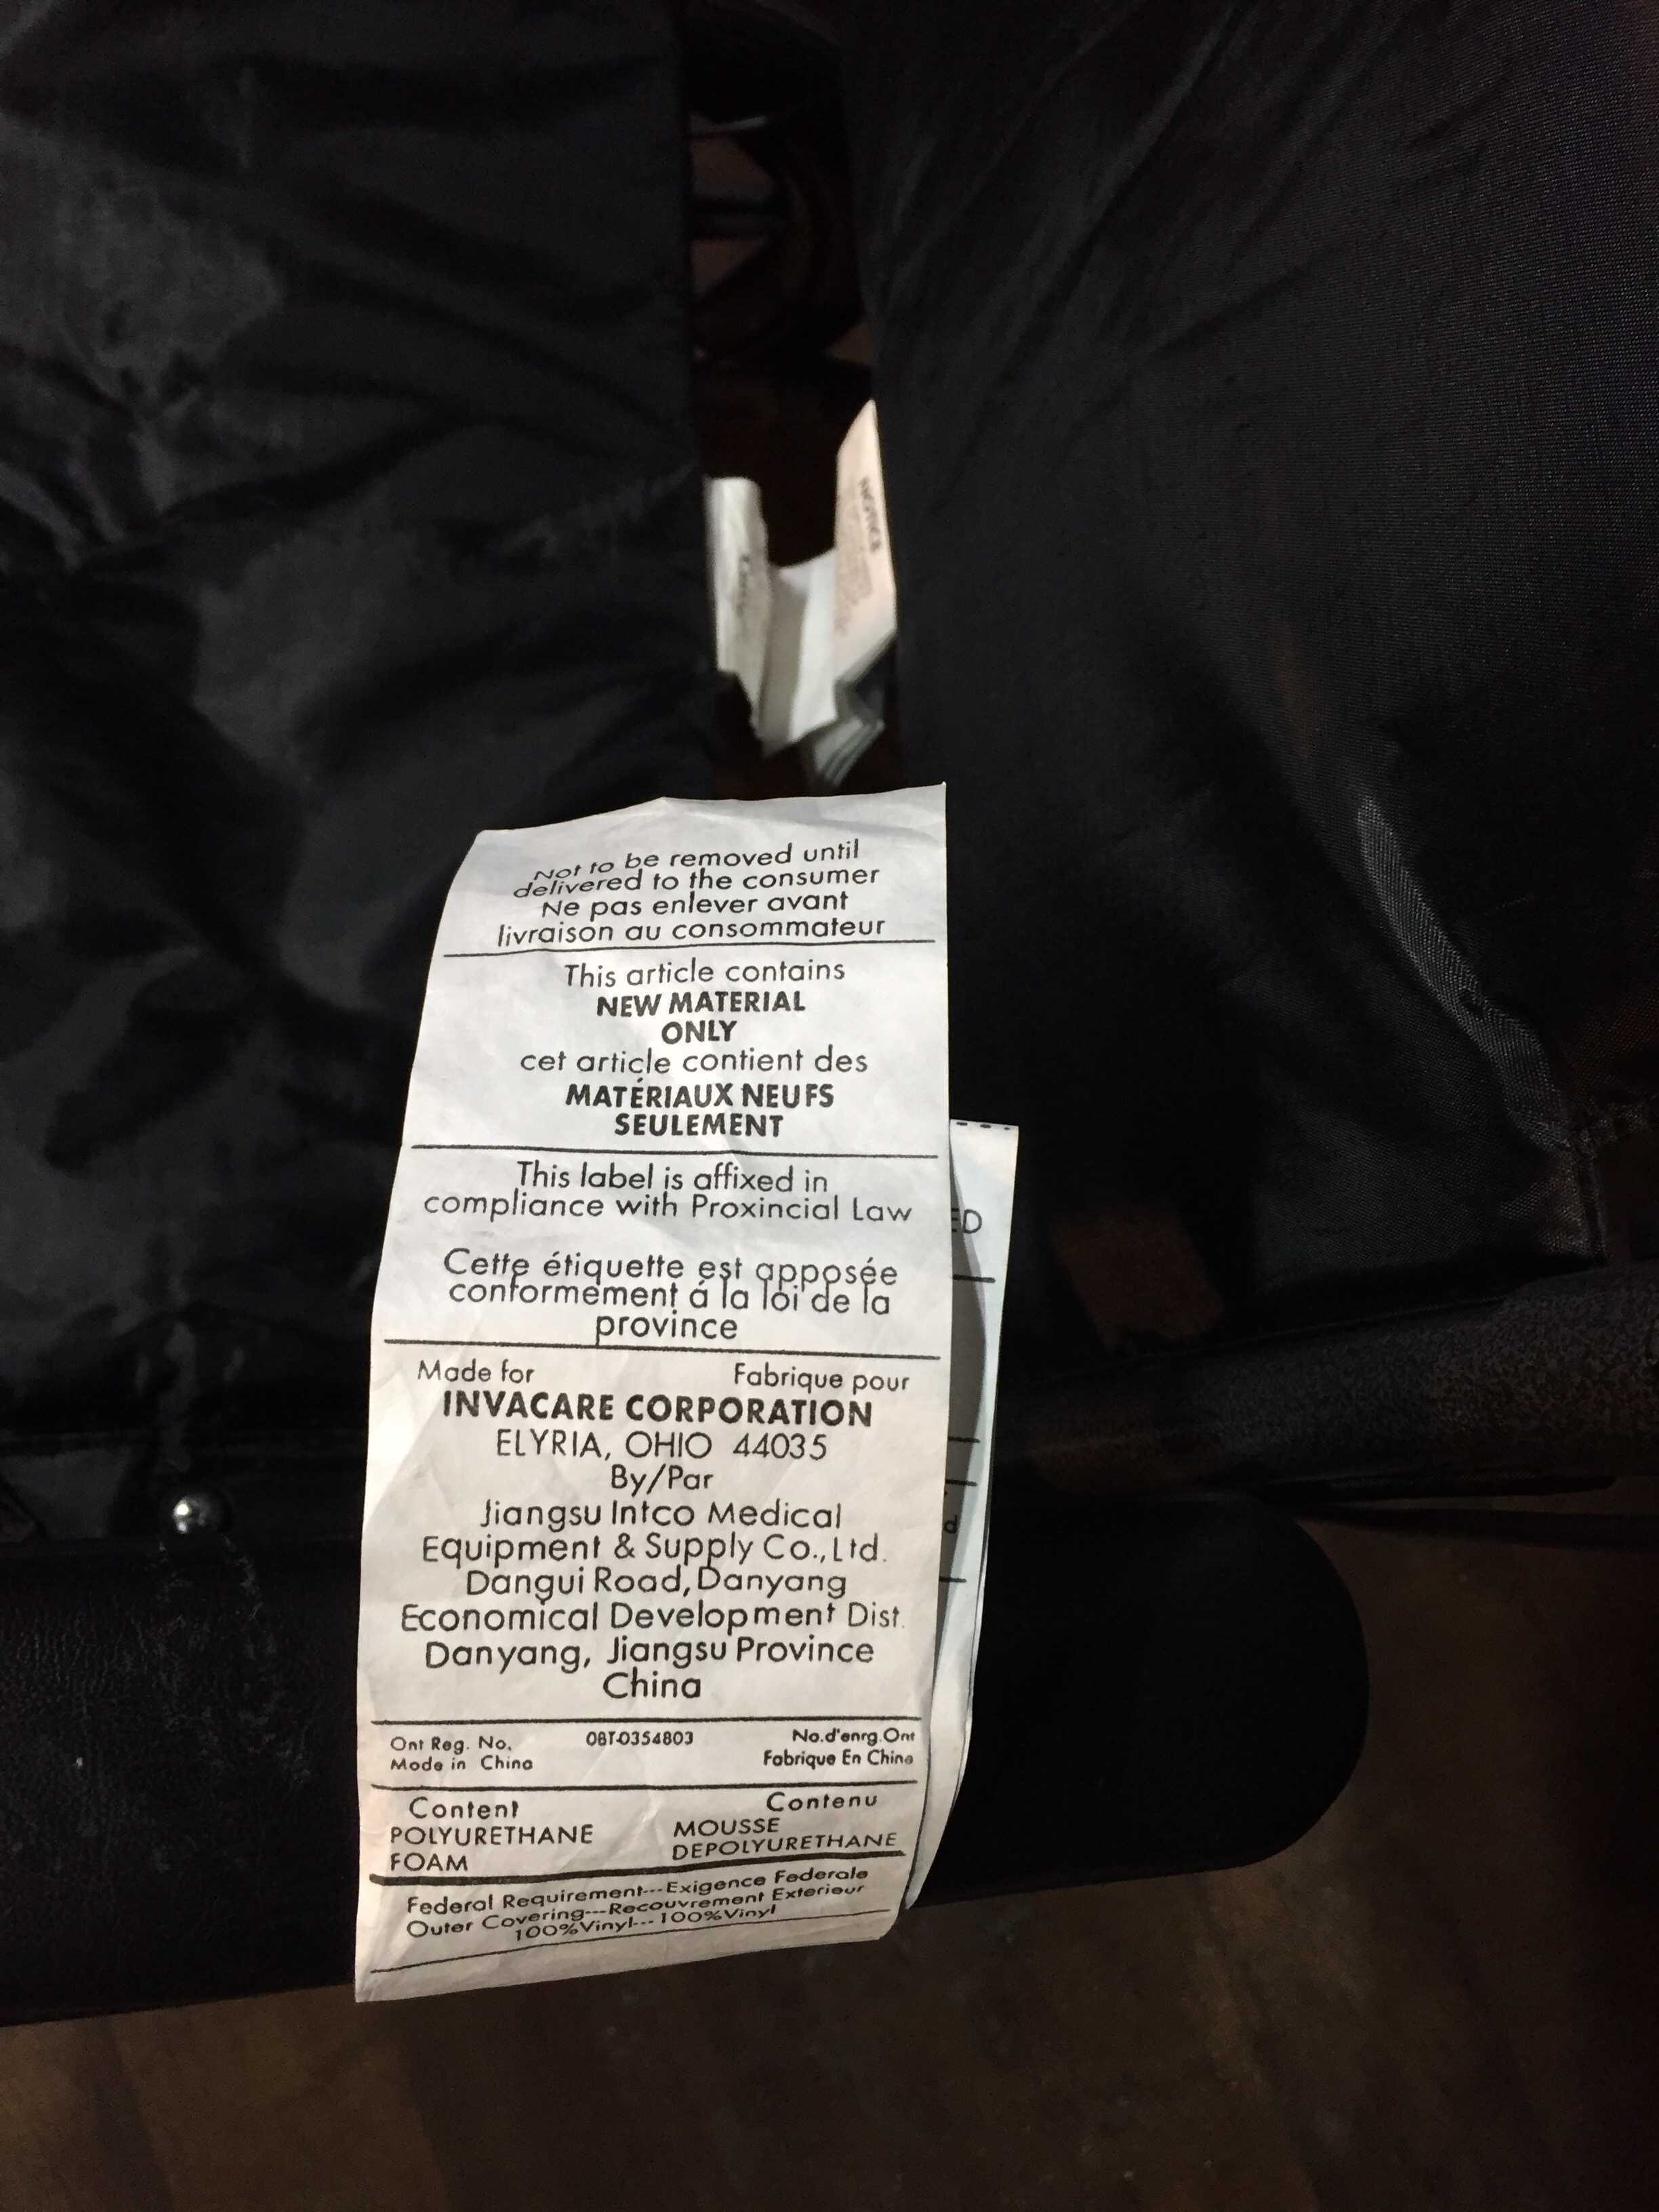 NOTICE
Not to be removed until
delivered to the consumer
Ne pas enlever avant
livraison au consommateur
This article contains
NEW MATERIAL
ONLY
cet article contient des
MATÉRIAUX NEUFS
SEULEMENT
This label is affixed in
compliance with Proxincial Law
ED
Cette étiquette est apposée
conformement á la loi de la
province
Made for Fabrique pour
INVACARE CORPORATION
ELYRIA, OHIO 44035
By/Par
Jiangsu Intco Medical
Equipment & Supply Co.,Ltd.
d
Dangui Road, Danyang
Economical Development Dist.
Danyang, Jiangsu Province
China
Ont Reg. No. 08T-0354803 No.d'enrg.Ont
Made in China Fabrique En China
Content Contenu
POLYURETHANE MOUSSE
FOAM DEPOLYURETHANE
Federal Requirement---Exigence Federale
Outer Covering---Recouvrement Exterieur
100%Vinyl---100%Vinyl